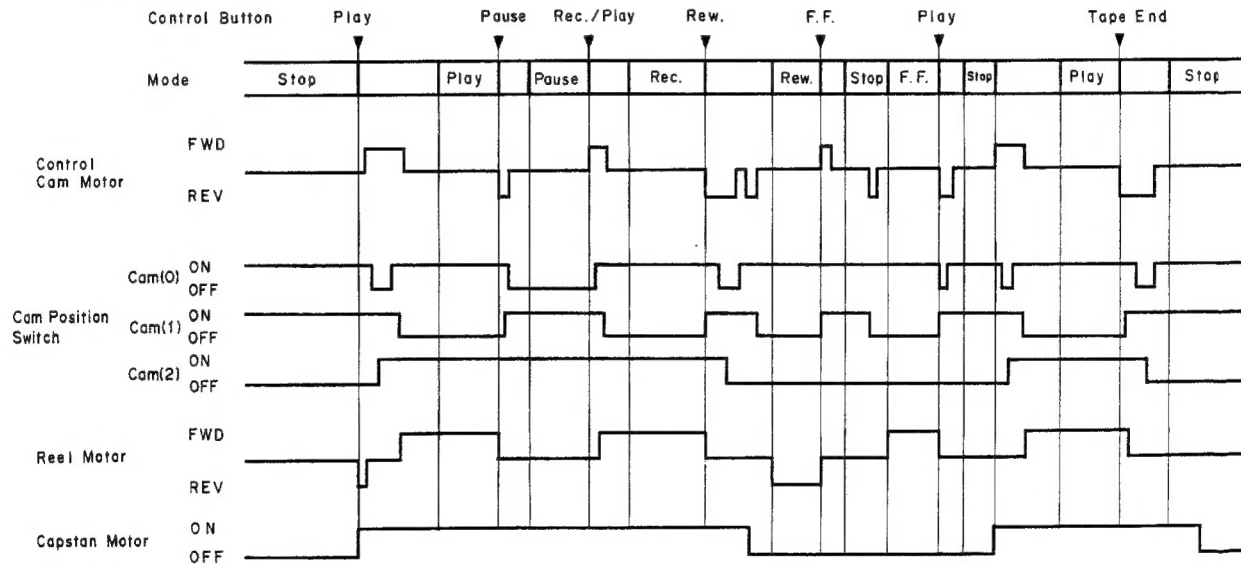 Control Button Play Pause Rec./Play Rew. F.F. Play Tape End
Mode Stop Play Pause Rec. Rew. Stop F.F. Stop Play Stop
FWD
Control
Cam Motor
REV
Cam(0) ON
OFF
Cam Position
Switch
Cam(1) ON
OFF
Cam(2) ON
OFF
FWD
Reel Motor
REV
ON
Capstan Motor
OFF